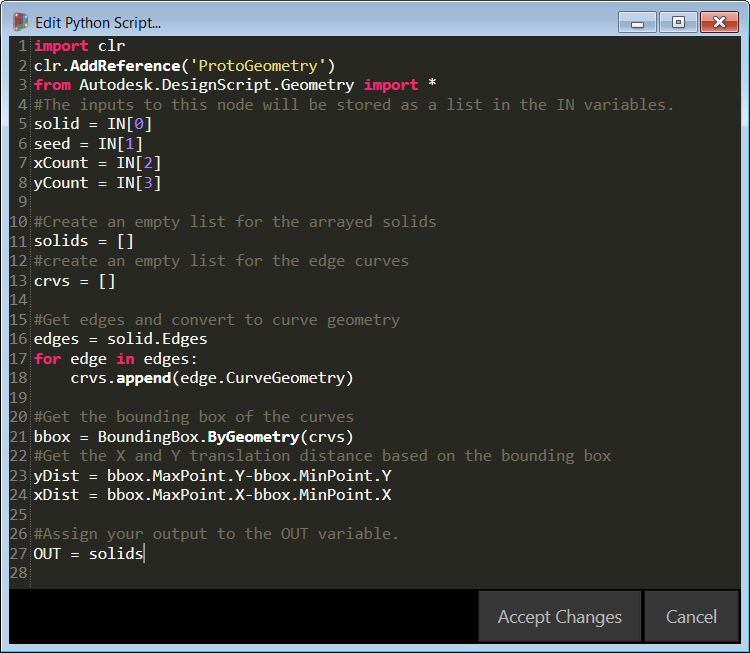 Edit Python Script...
1 import clr
2 clr.AddReference('ProtoGeometry')
3 from Autodesk.DesignScript.Geometry import *
4 #The inputs to this node will be stored as a list in the IN variables.
5 solid = IN[0]
6 seed = IN[1]
7 xCount = IN[2]
8 yCount = IN[3]
9
10 #Create an empty list for the arrayed solids
11 solids = []
12 #create an empty list for the edge curves
13 crvs = []
14
15 #Get edges and convert to curve geometry
16 edges = solid.Edges
17 for edge in edges:
18     crvs.append(edge.CurveGeometry)
19
20 #Get the bounding box of the curves
21 bbox = BoundingBox.ByGeometry(crvs)
22 #Get the X and Y translation distance based on the bounding box
23 yDist = bbox.MaxPoint.Y-bbox.MinPoint.Y
24 xDist = bbox.MaxPoint.X-bbox.MinPoint.X
25
26 #Assign your output to the OUT variable.
27 OUT = solids
28
Accept Changes
Cancel